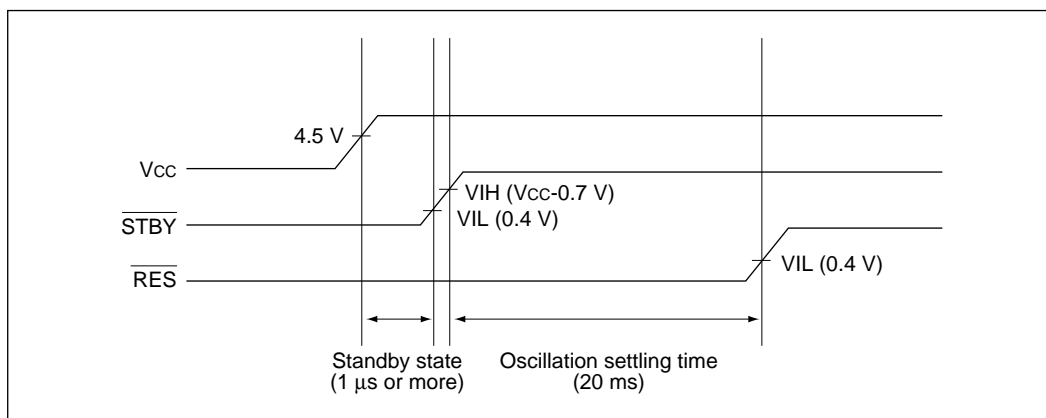 4.5 V
VCC
VIH (VCC-0.7 V)
VIL (0.4 V)
STBY
VIL (0.4 V)
RES
Standby state
(1 μs or more)
Oscillation settling time
(20 ms)